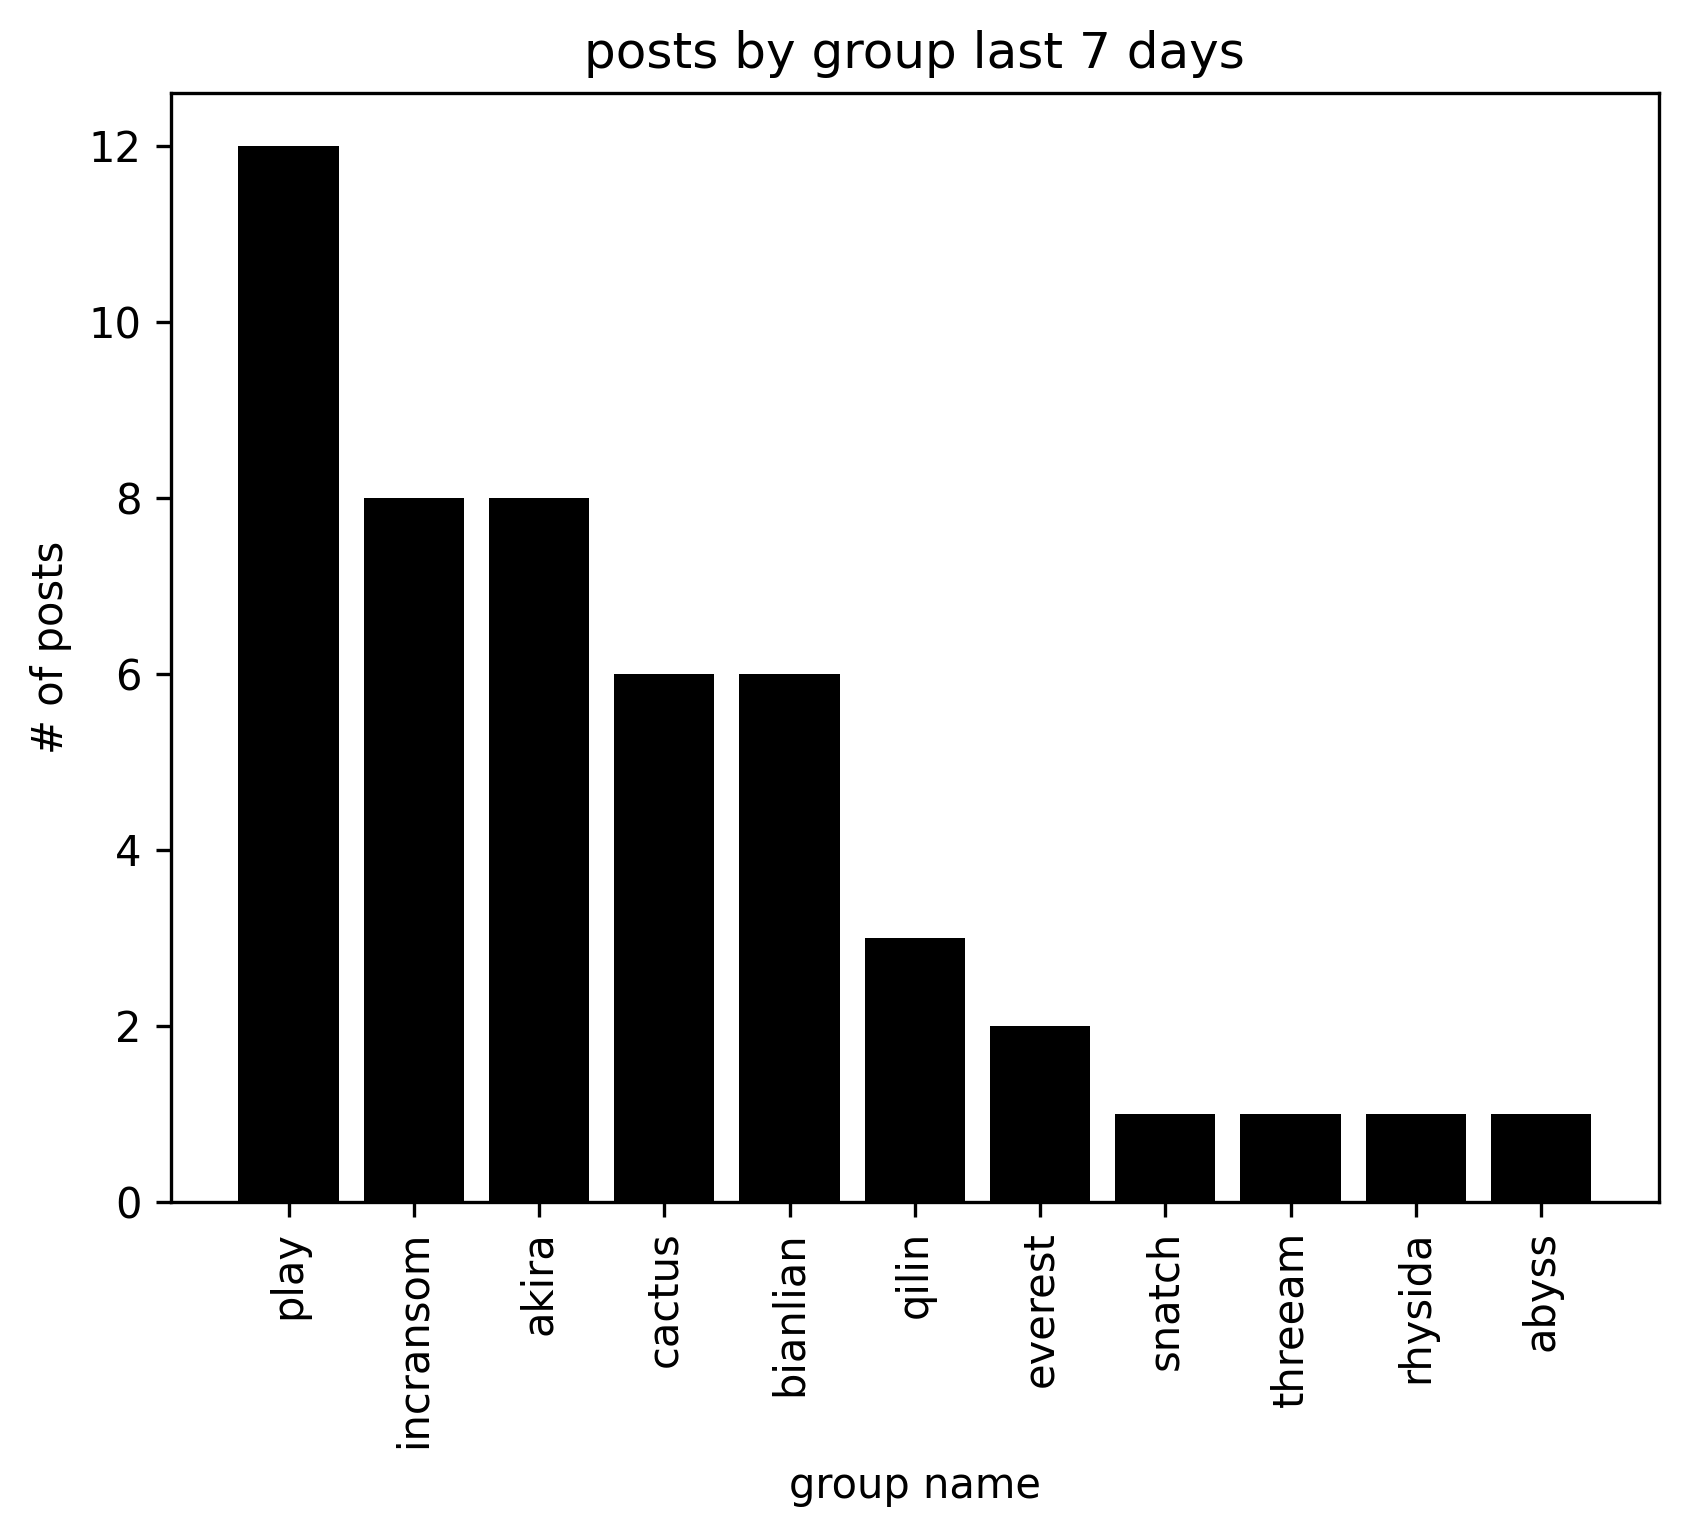 posts by group last 7 days
12
10
8
6
4
2
0
# of posts
play
incransom
akira
cactus
bianlian
qilin
everest
snatch
threeam
rhysida
abyss
group name